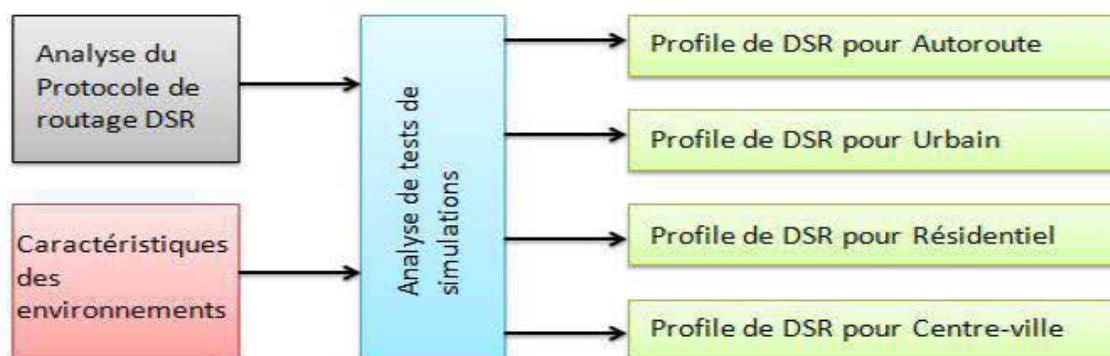 Analyse du
Protocole de
routage DSR
Caractéristiques
des
environnements
Analyse de tests de
simulations
Profile de DSR pour Autoroute
Profile de DSR pour Urbain
Profile de DSR pour Résidentiel
Profile de DSR pour Centre-ville